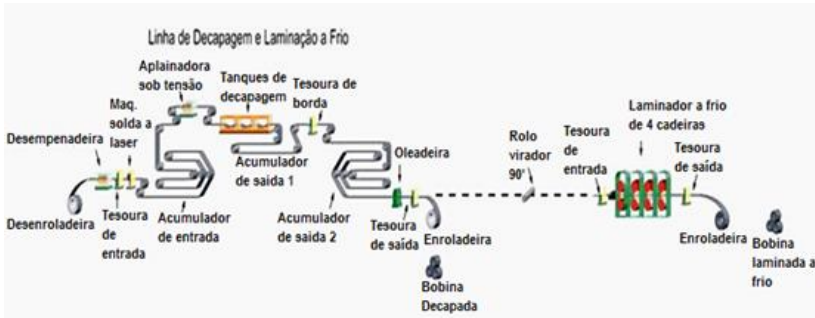 Linha de Decapagem e Laminação a Frio
Aplainadora
sob tensão
Tanques de
decapagem
Tesoura de
borda
Maq.
solda a
laser
Desempenadeira
Desenroladeira
Tesoura
de
entrada
Acumulador
de entrada
Acumulador
de saida 1
Acumulador
de saida 2
Oleadeira
Tesoura
de saída
Enroladeira
Bobina
Decapada
Rolo
virador
90'
Tesoura
de
entrada
Laminador a frio
de 4 cadeiras
Tesoura
de saída
Enroladeira
Bobina
laminada a
frio